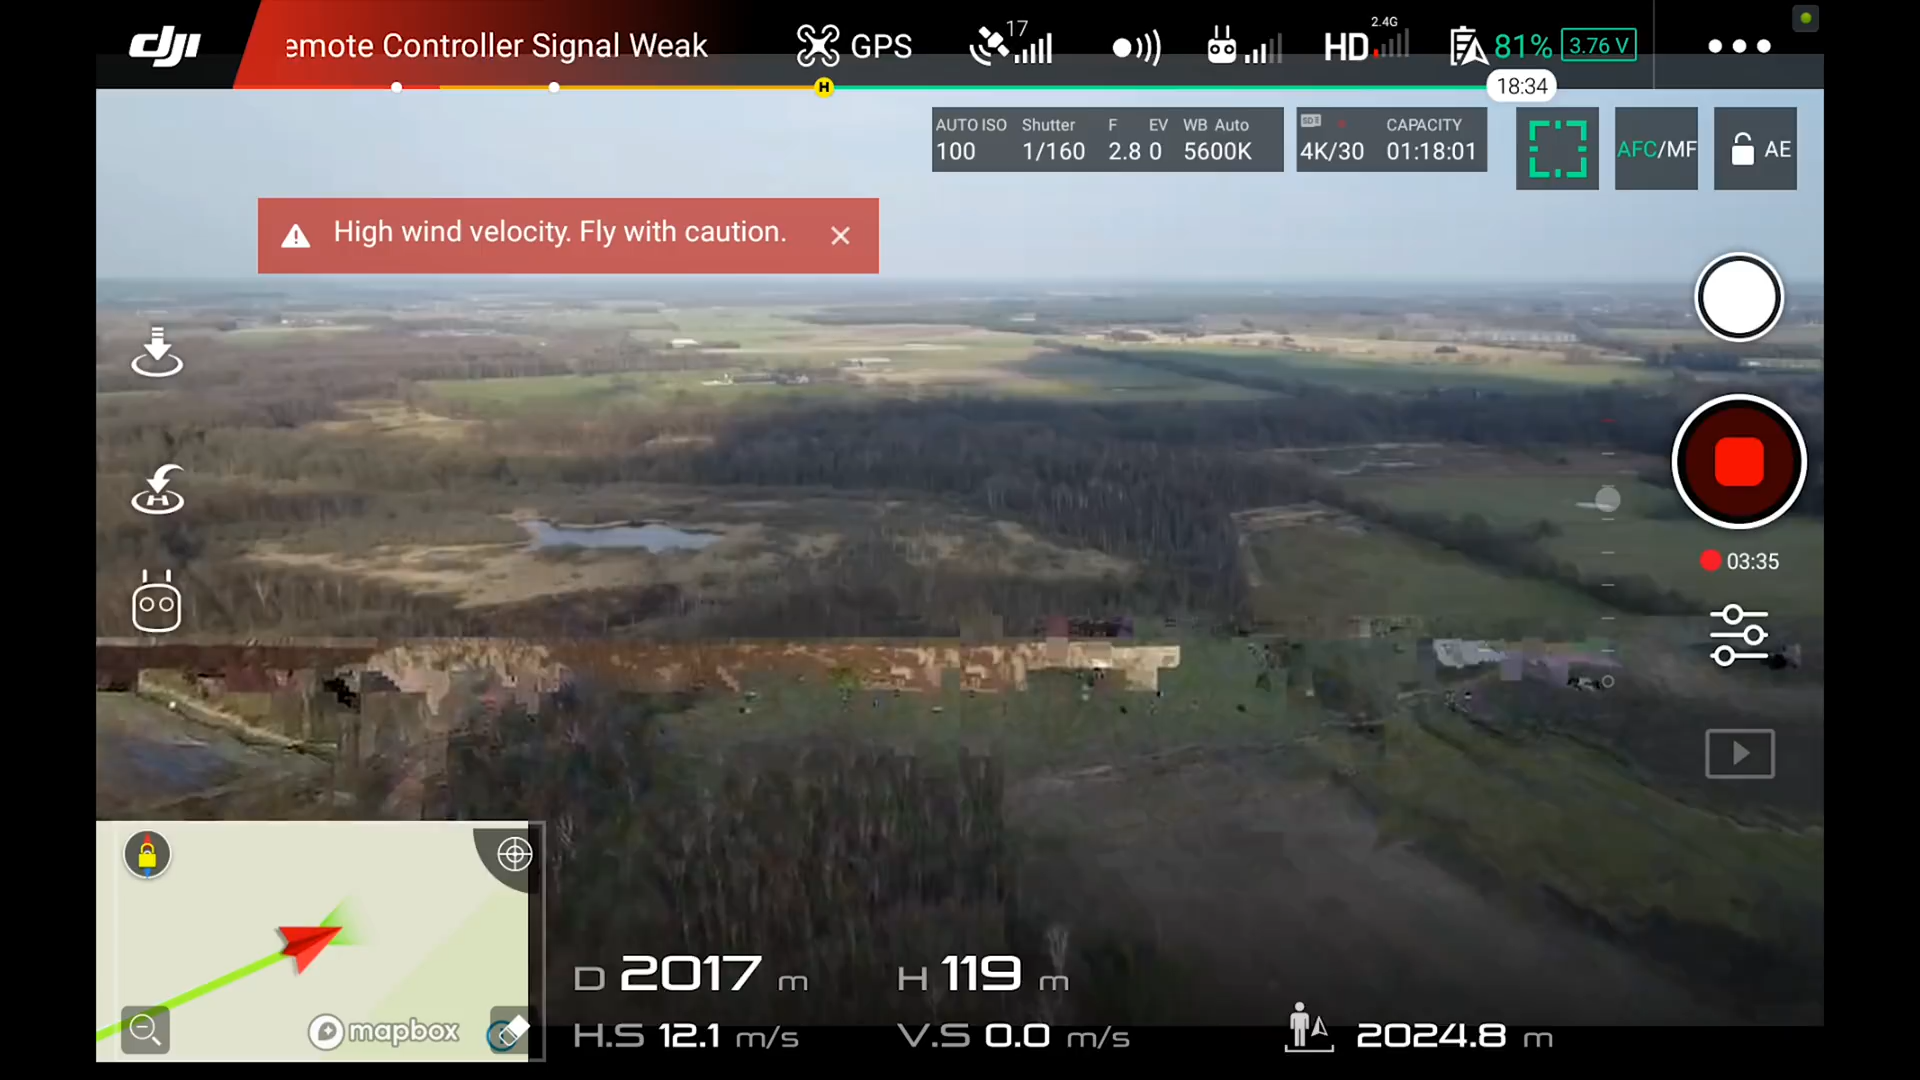 dji
emote Controller Signal Weak
GPS
17
2.4G
HD
81%
3.76 V
H
18:34
AUTO ISO Shutter F EV WB Auto
100 1/160 2.8 0 5600K
SD
CAPACITY
4K/30 01:18:01
AFC/MF
AE
High wind velocity. Fly with caution.
H
03:35
D 2017 m
H 119 m
mapbox
H.S 12.1 m/s
V.S 0.0 m/s
2024.8 m